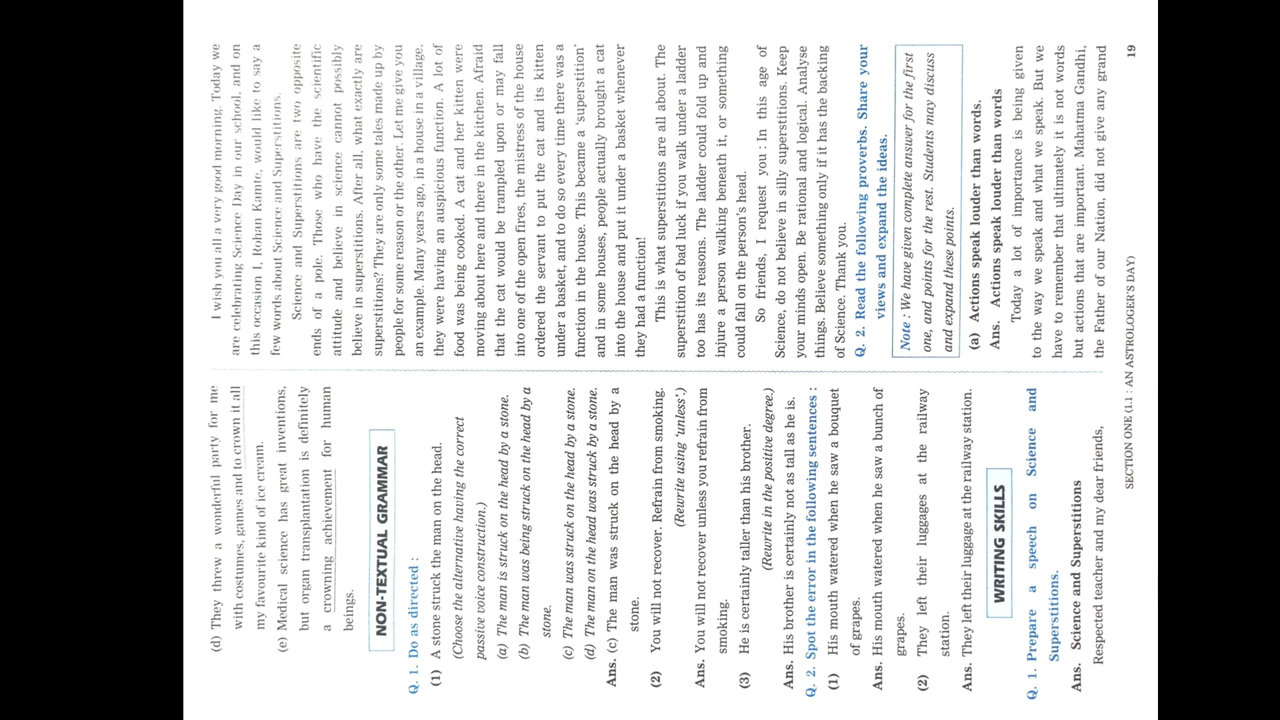 (d) They threw a wonderful party for me
with costumes, games and to crown it all
my favourite kind of ice cream.
(e) Medical science has great inventions,
but organ transplantation is definitely
a crowning achievement for human
beings.
NON-TEXTUAL GRAMMAR
Q. 1. Do as directed :
(1) A stone struck the man on the head.
(Choose the alternative having the correct
passive voice construction.)
(a) The man is struck on the head by a stone.
(b) The man was being struck on the head by a
stone.
(c) The man was struck on the head by a stone.
(d) The man on the head was struck by a stone.
Ans. (c) The man was struck on the head by a
stone.
(2) You will not recover. Refrain from smoking.
(Rewrite using 'unless'.)
Ans. You will not recover unless you refrain from
smoking.
(3) He is certainly taller than his brother.
(Rewrite in the positive degree.)
Ans. His brother is certainly not as tall as he is.
Q. 2. Spot the error in the following sentences :
(1) His mouth watered when he saw a bouquet
of grapes.
Ans. His mouth watered when he saw a bunch of
grapes.
(2) They left their luggages at the railway
station.
Ans. They left their luggage at the railway station.
WRITING SKILLS
Q. 1. Prepare a speech on Science and
Superstitions.
Ans. Science and Superstitions
Respected teacher and my dear friends,
I wish you all a very good morning. Today we
are celebrating Science Day in our school, and on
this occasion I, Rohan Kamte, would like to say a
few words about Science and Superstitions.
Science and Superstitions are two opposite
ends of a pole. Those who have the scientific
attitude and believe in science cannot possibly
believe in superstitions. After all, what exactly are
superstitions? They are only some tales made up by
people for some reason or the other. Let me give you
an example. Many years ago, in a house in a village,
they were having an auspicious function. A lot of
food was being cooked. A cat and her kitten were
moving about here and there in the kitchen. Afraid
that the cat would be trampled upon or may fall
into one of the open fires, the mistress of the house
ordered the servant to put the cat and its kitten
under a basket, and to do so every time there was a
function in the house. This became a 'superstition'
and in some houses, people actually brought a cat
into the house and put it under a basket whenever
they had a function!
This is what superstitions are all about. The
superstition of bad luck if you walk under a ladder
too has its reasons. The ladder could fold up and
injure a person walking beneath it, or something
could fall on the person's head.
So friends, I request you : In this age of
Science, do not believe in silly superstitions. Keep
your minds open. Be rational and logical. Analyse
things. Believe something only if it has the backing
of Science. Thank you.
Q. 2. Read the following proverbs. Share your
views and expand the ideas.
Note : We have given complete answer for the first
one, and points for the rest. Students may discuss
and expand these points.
(a) Actions speak louder than words.
Ans. Actions speak louder than words
Today a lot of importance is being given
to the way we speak and what we speak. But we
have to remember that ultimately it is not words
but actions that are important. Mahatma Gandhi,
the Father of our Nation, did not give any grand
SECTION ONE (1.1 : AN ASTROLOGER'S DAY) 19